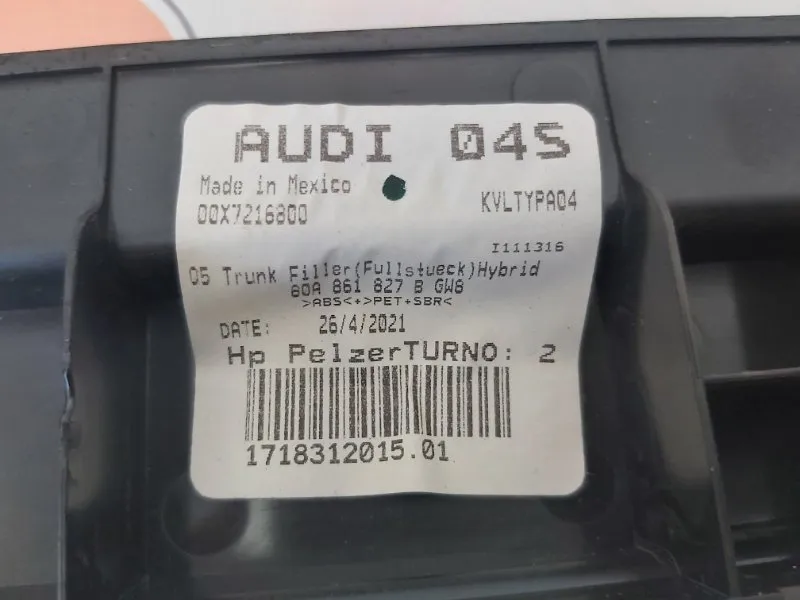 AUDI 04S
Made in Mexico
00X7216800 KVLTYPA04
I111316
Q5 Trunk Filler(Fullstueck)Hybrid
80A 861 827 B GW8
>ABS<+>PET+SBR<
DATE: 26/4/2021
Hp PelzerTURNO: 2
1718312015.01